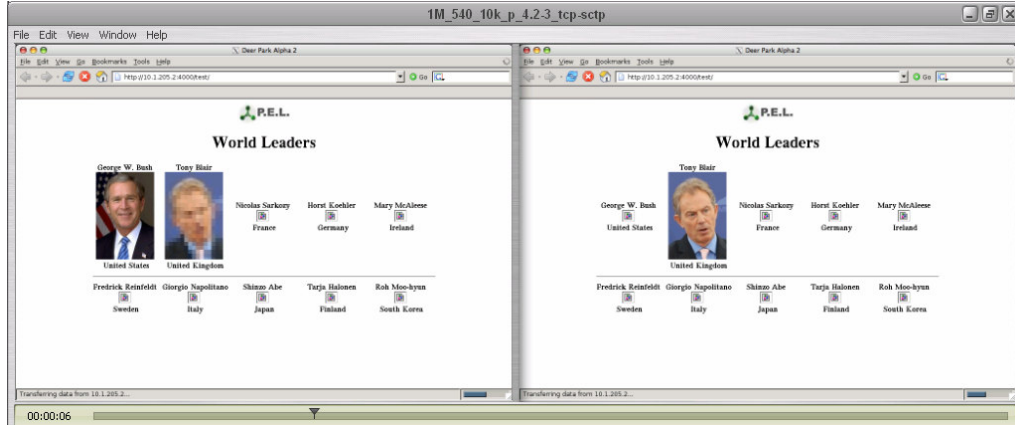 1M_540_10k_p_4.2-3_tcp-sctp
File Edit View Window Help
Deer Park Alpha 2
File Edit View Go Bookmarks Tools Help
http://10.1.205.2:4000/test/
Go
P.E.L.
World Leaders
George W. Bush Tony Blair
Nicolas Sarkozy Horst Koehler Mary McAleese
France Germany Ireland
United States United Kingdom
Fredrick Reinfeldt Giorgio Napolitano Shinzo Abe Tarja Halonen Roh Moo-hyun
Sweden Italy Japan Finland South Korea
Transferring data from 10.1.205.2...
Deer Park Alpha 2
File Edit View Go Bookmarks Tools Help
http://10.1.205.2:4000/test/
Go
P.E.L.
World Leaders
Tony Blair
George W. Bush Nicolas Sarkozy Horst Koehler Mary McAleese
United States France Germany Ireland
United Kingdom
Fredrick Reinfeldt Giorgio Napolitano Shinzo Abe Tarja Halonen Roh Moo-hyun
Sweden Italy Japan Finland South Korea
Transferring data from 10.1.205.2...
00:00:06